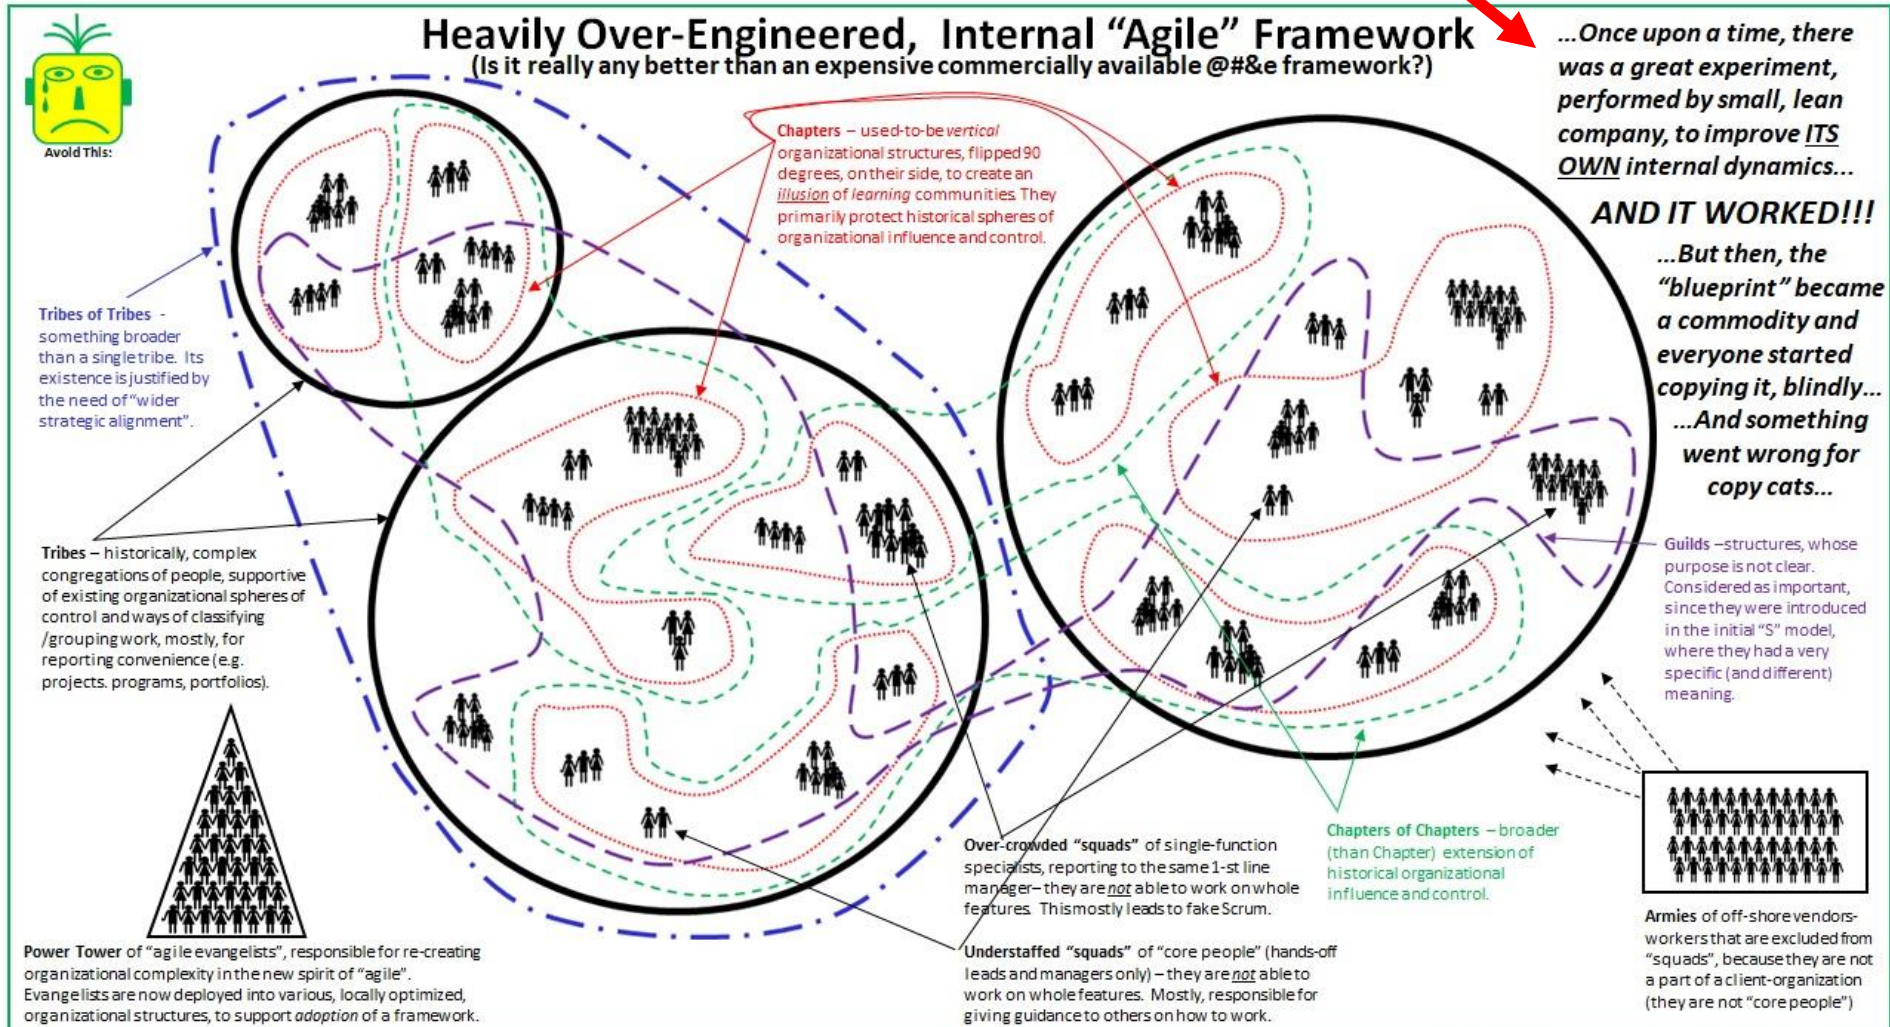 Heavily Over-Engineered, Internal “Agile” Framework
(Is it really any better than an expensive commercially available @#&e framework?)
Avoid This:
...Once upon a time, there
was a great experiment,
performed by small, lean
company, to improve ITS
OWN internal dynamics...
AND IT WORKED!!!
...But then, the
“blueprint” became
a commodity and
everyone started
copying it, blindly...
...And something
went wrong for
copy cats...
Chapters – used-to-be vertical
organizational structures, flipped 90
degrees, on their side, to create an
illusion of learning communities. They
primarily protect historical spheres of
organizational influence and control.
Tribes of Tribes -
something broader
than a single tribe. Its
existence is justified by
the need of “wider
strategic alignment”.
Tribes – historically, complex
congregations of people, supportive
of existing organizational spheres of
control and ways of classifying
/grouping work, mostly, for
reporting convenience (e.g.
projects. programs, portfolios).
Guilds –structures, whose
purpose is not clear.
Considered as important,
since they were introduced
in the initial “S” model,
where they had a very
specific (and different)
meaning.
Power Tower of “agile evangelists”, responsible for re-creating
organizational complexity in the new spirit of “agile”.
Evangelists are now deployed into various, locally optimized,
organizational structures, to support adoption of a framework.
Over-crowded “squads” of single-function
specialists, reporting to the same 1-st line
manager– they are not able to work on whole
features. This mostly leads to fake Scrum.
Understaffed “squads” of “core people” (hands-off
leads and managers only) – they are not able to
work on whole features. Mostly, responsible for
giving guidance to others on how to work.
Chapters of Chapters – broader
(than Chapter) extension of
historical organizational
influence and control.
Armies of off-shore vendors-
workers that are excluded from
“squads”, because they are not
a part of a client-organization
(they are not “core people”)